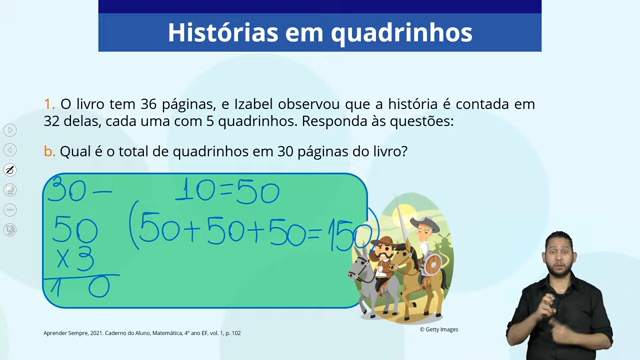 Histórias em quadrinhos
1. O livro tem 36 páginas, e Izabel observou que a história é contada em
32 delas, cada uma com 5 quadrinhos. Responda às questões:
b. Qual é o total de quadrinhos em 30 páginas do livro?
30 – 10=50
50 (50+50+50=150)
x3
1 0
Aprender Sempre, 2021. Caderno do Aluno, Matemática, 4º ano EF, vol. 1, p. 102
© Getty Images